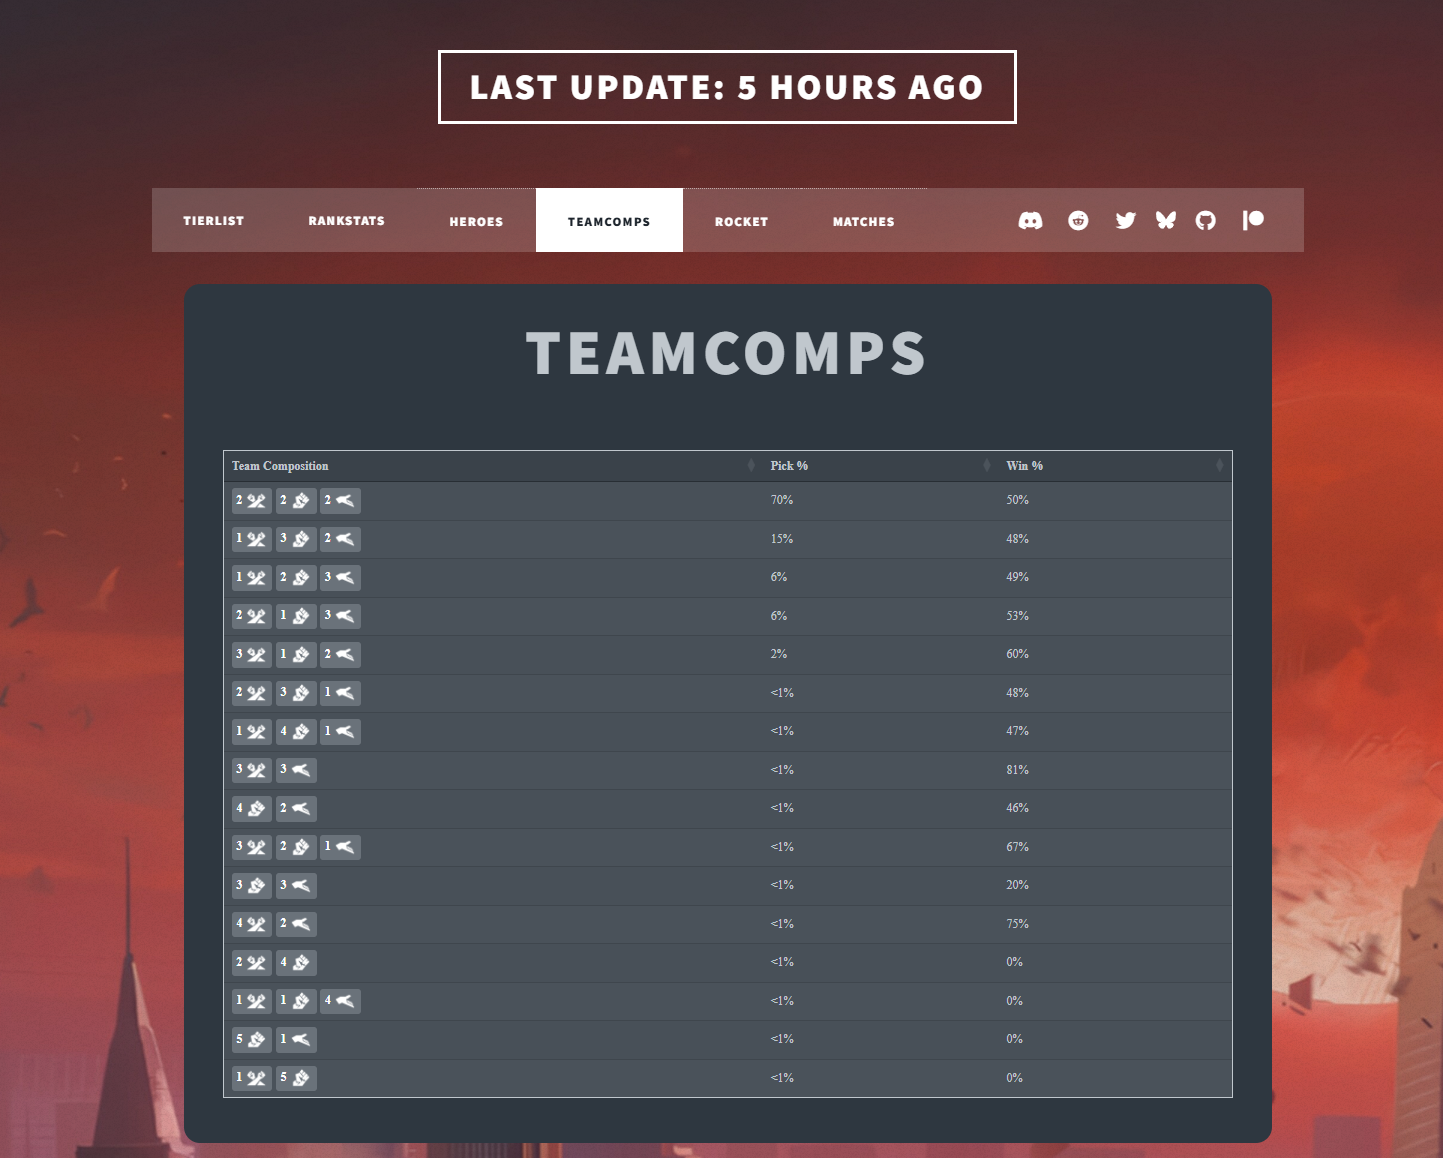 LAST UPDATE: 5 HOURS AGO
TIERLIST RANKSTATS HEROES TEAMCOMPS ROCKET MATCHES
TEAMCOMPS
Team Composition Pick % Win %
2 2 2 70% 50%
1 3 2 15% 48%
1 2 3 6% 49%
2 1 3 6% 53%
3 1 2 2% 60%
2 3 1 <1% 48%
1 4 1 <1% 47%
3 3 <1% 81%
4 2 <1% 46%
3 2 1 <1% 67%
3 3 <1% 20%
4 2 <1% 75%
2 4 <1% 0%
1 1 4 <1% 0%
5 1 <1% 0%
1 5 <1% 0%